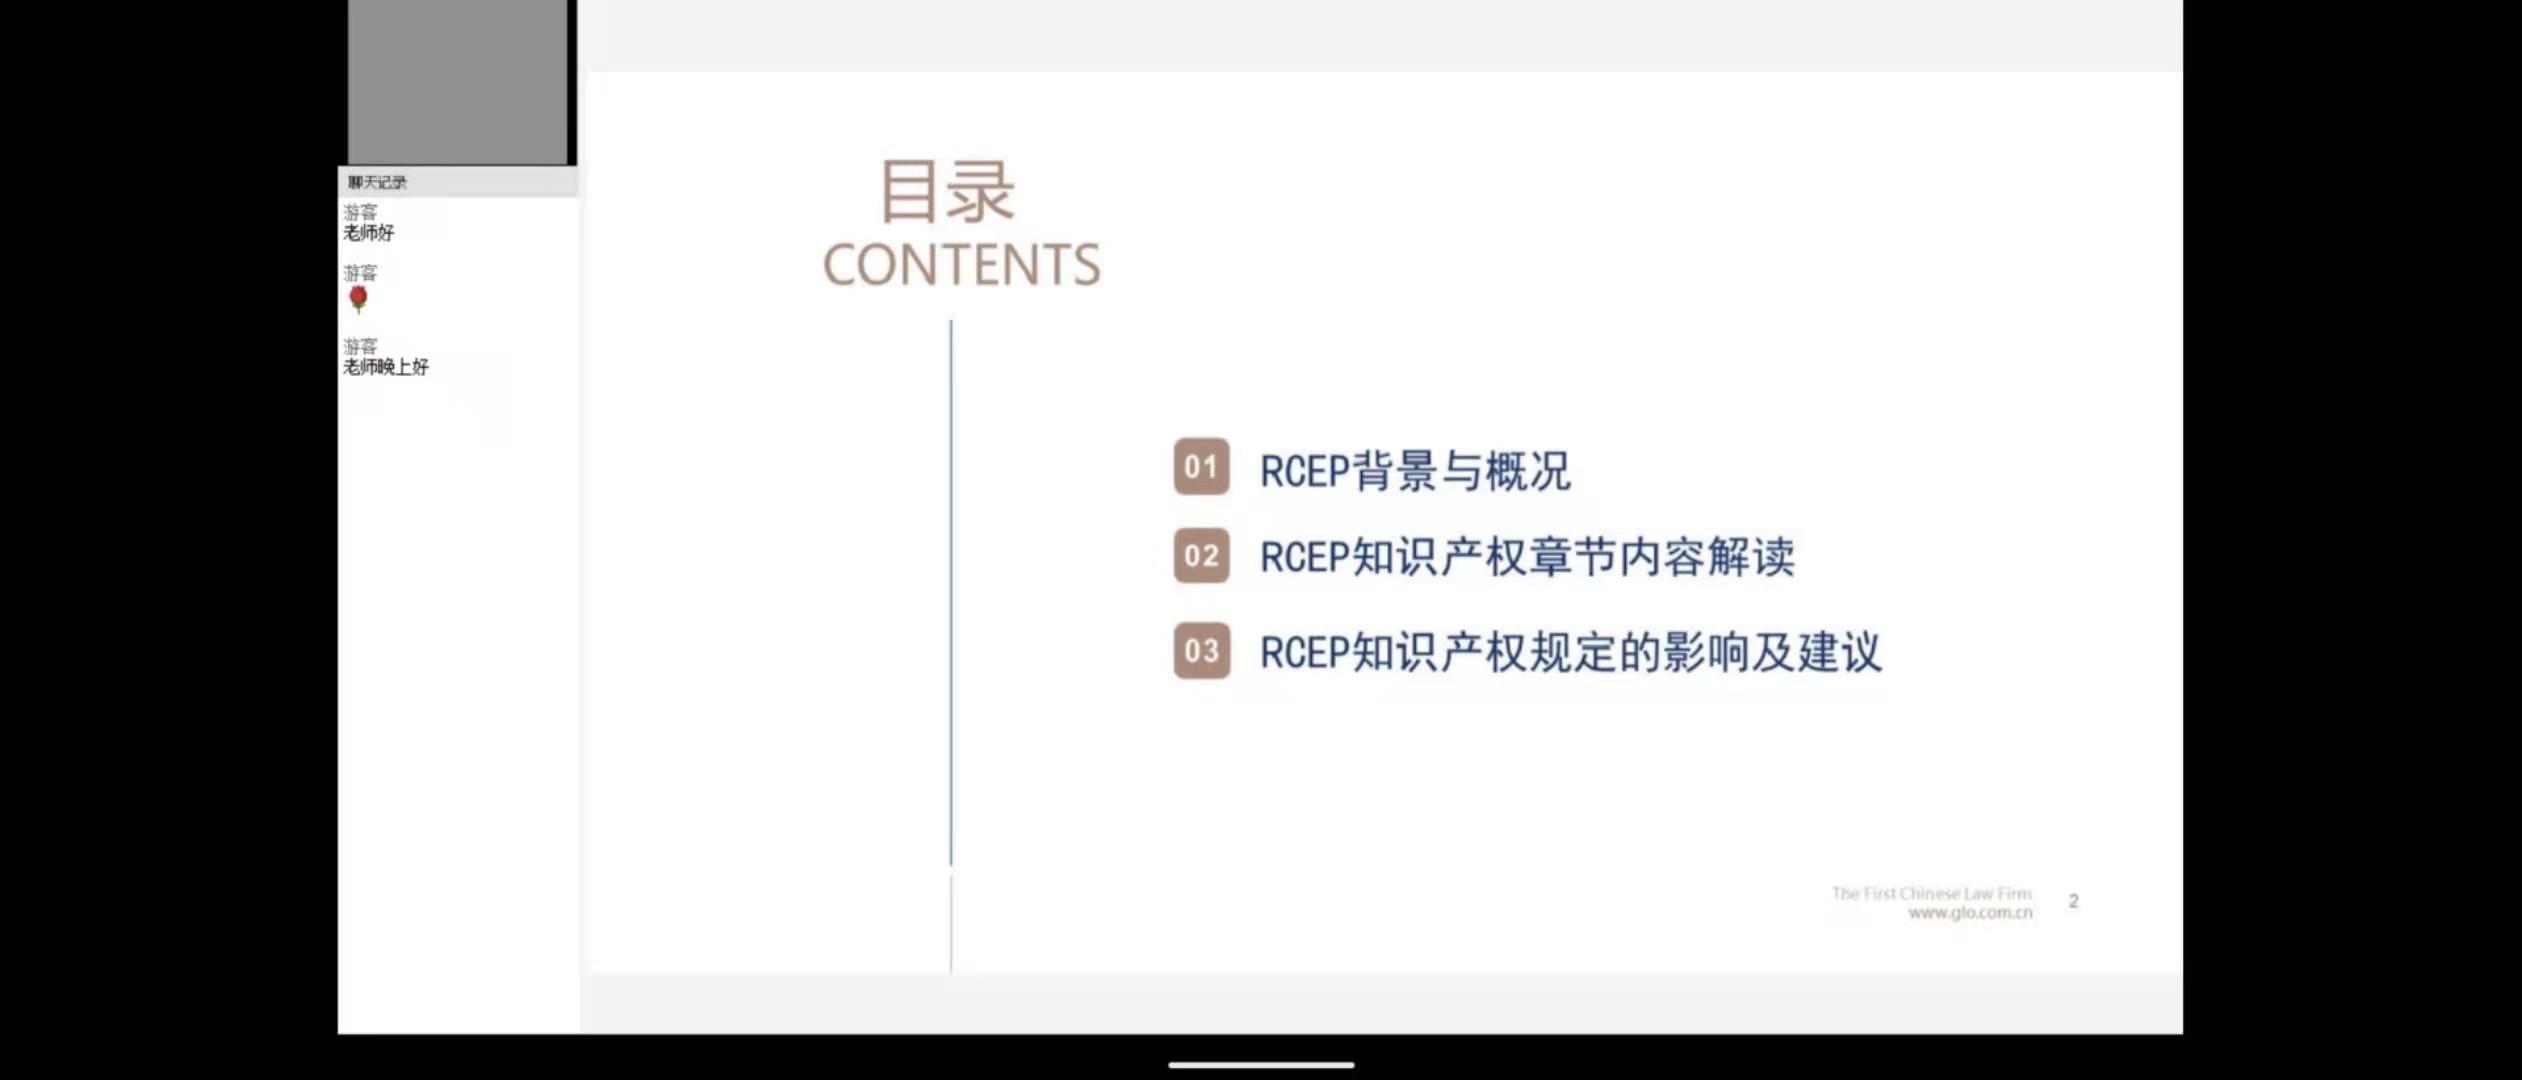 聊天记录
游客
老师好
游客
游客
老师晚上好
目录
CONTENTS
01 RCEP背景与概况
02 RCEP知识产权章节内容解读
03 RCEP知识产权规定的影响及建议
The First Chinese Law Firm
www.glo.com.cn
2